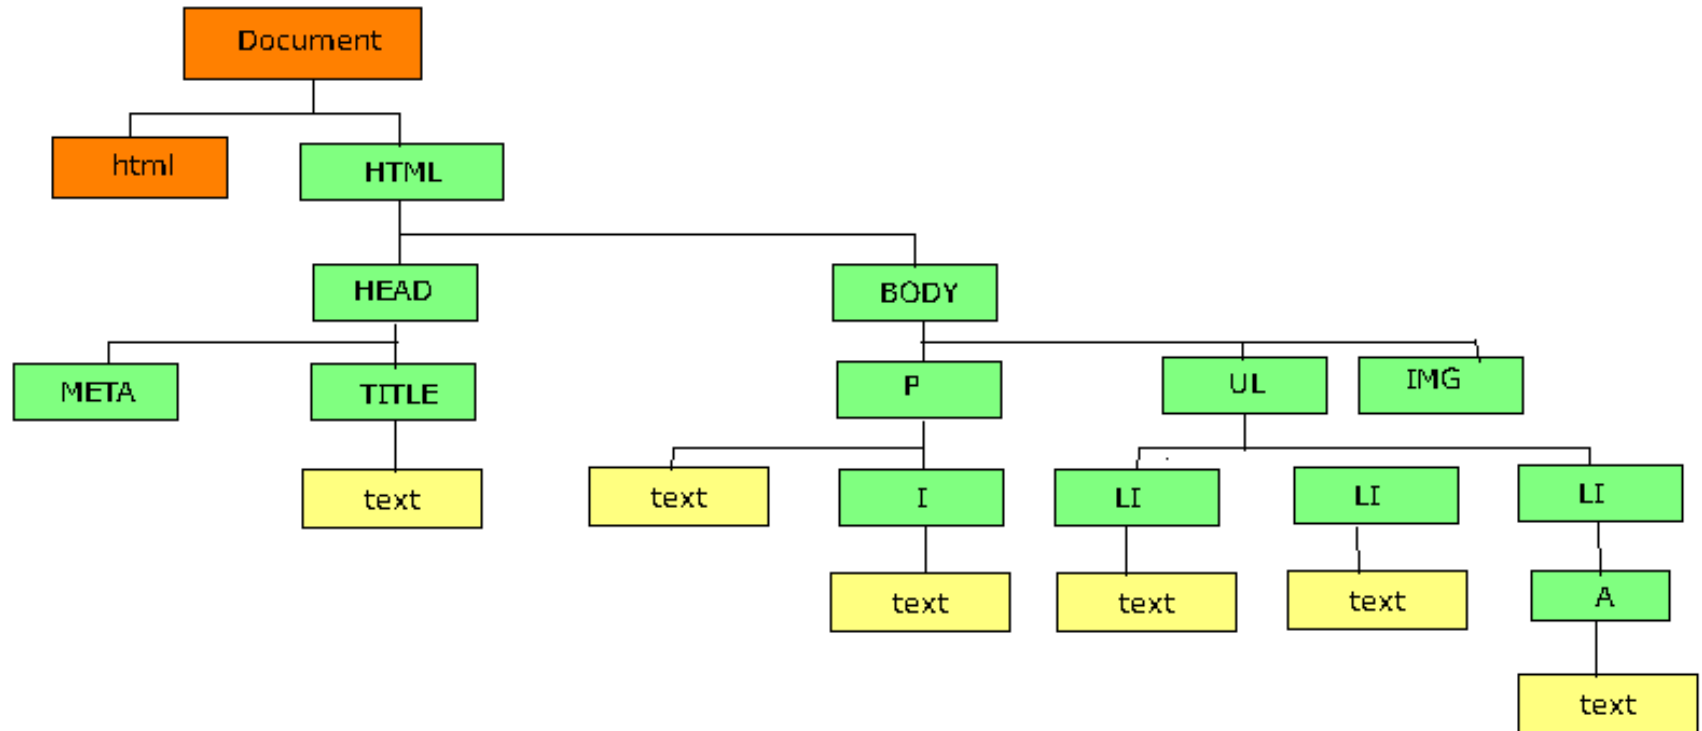 Document
html
HTML
HEAD
BODY
META
TITLE
P
UL
IMG
text
text
I
LI
LI
LI
text
text
text
A
text